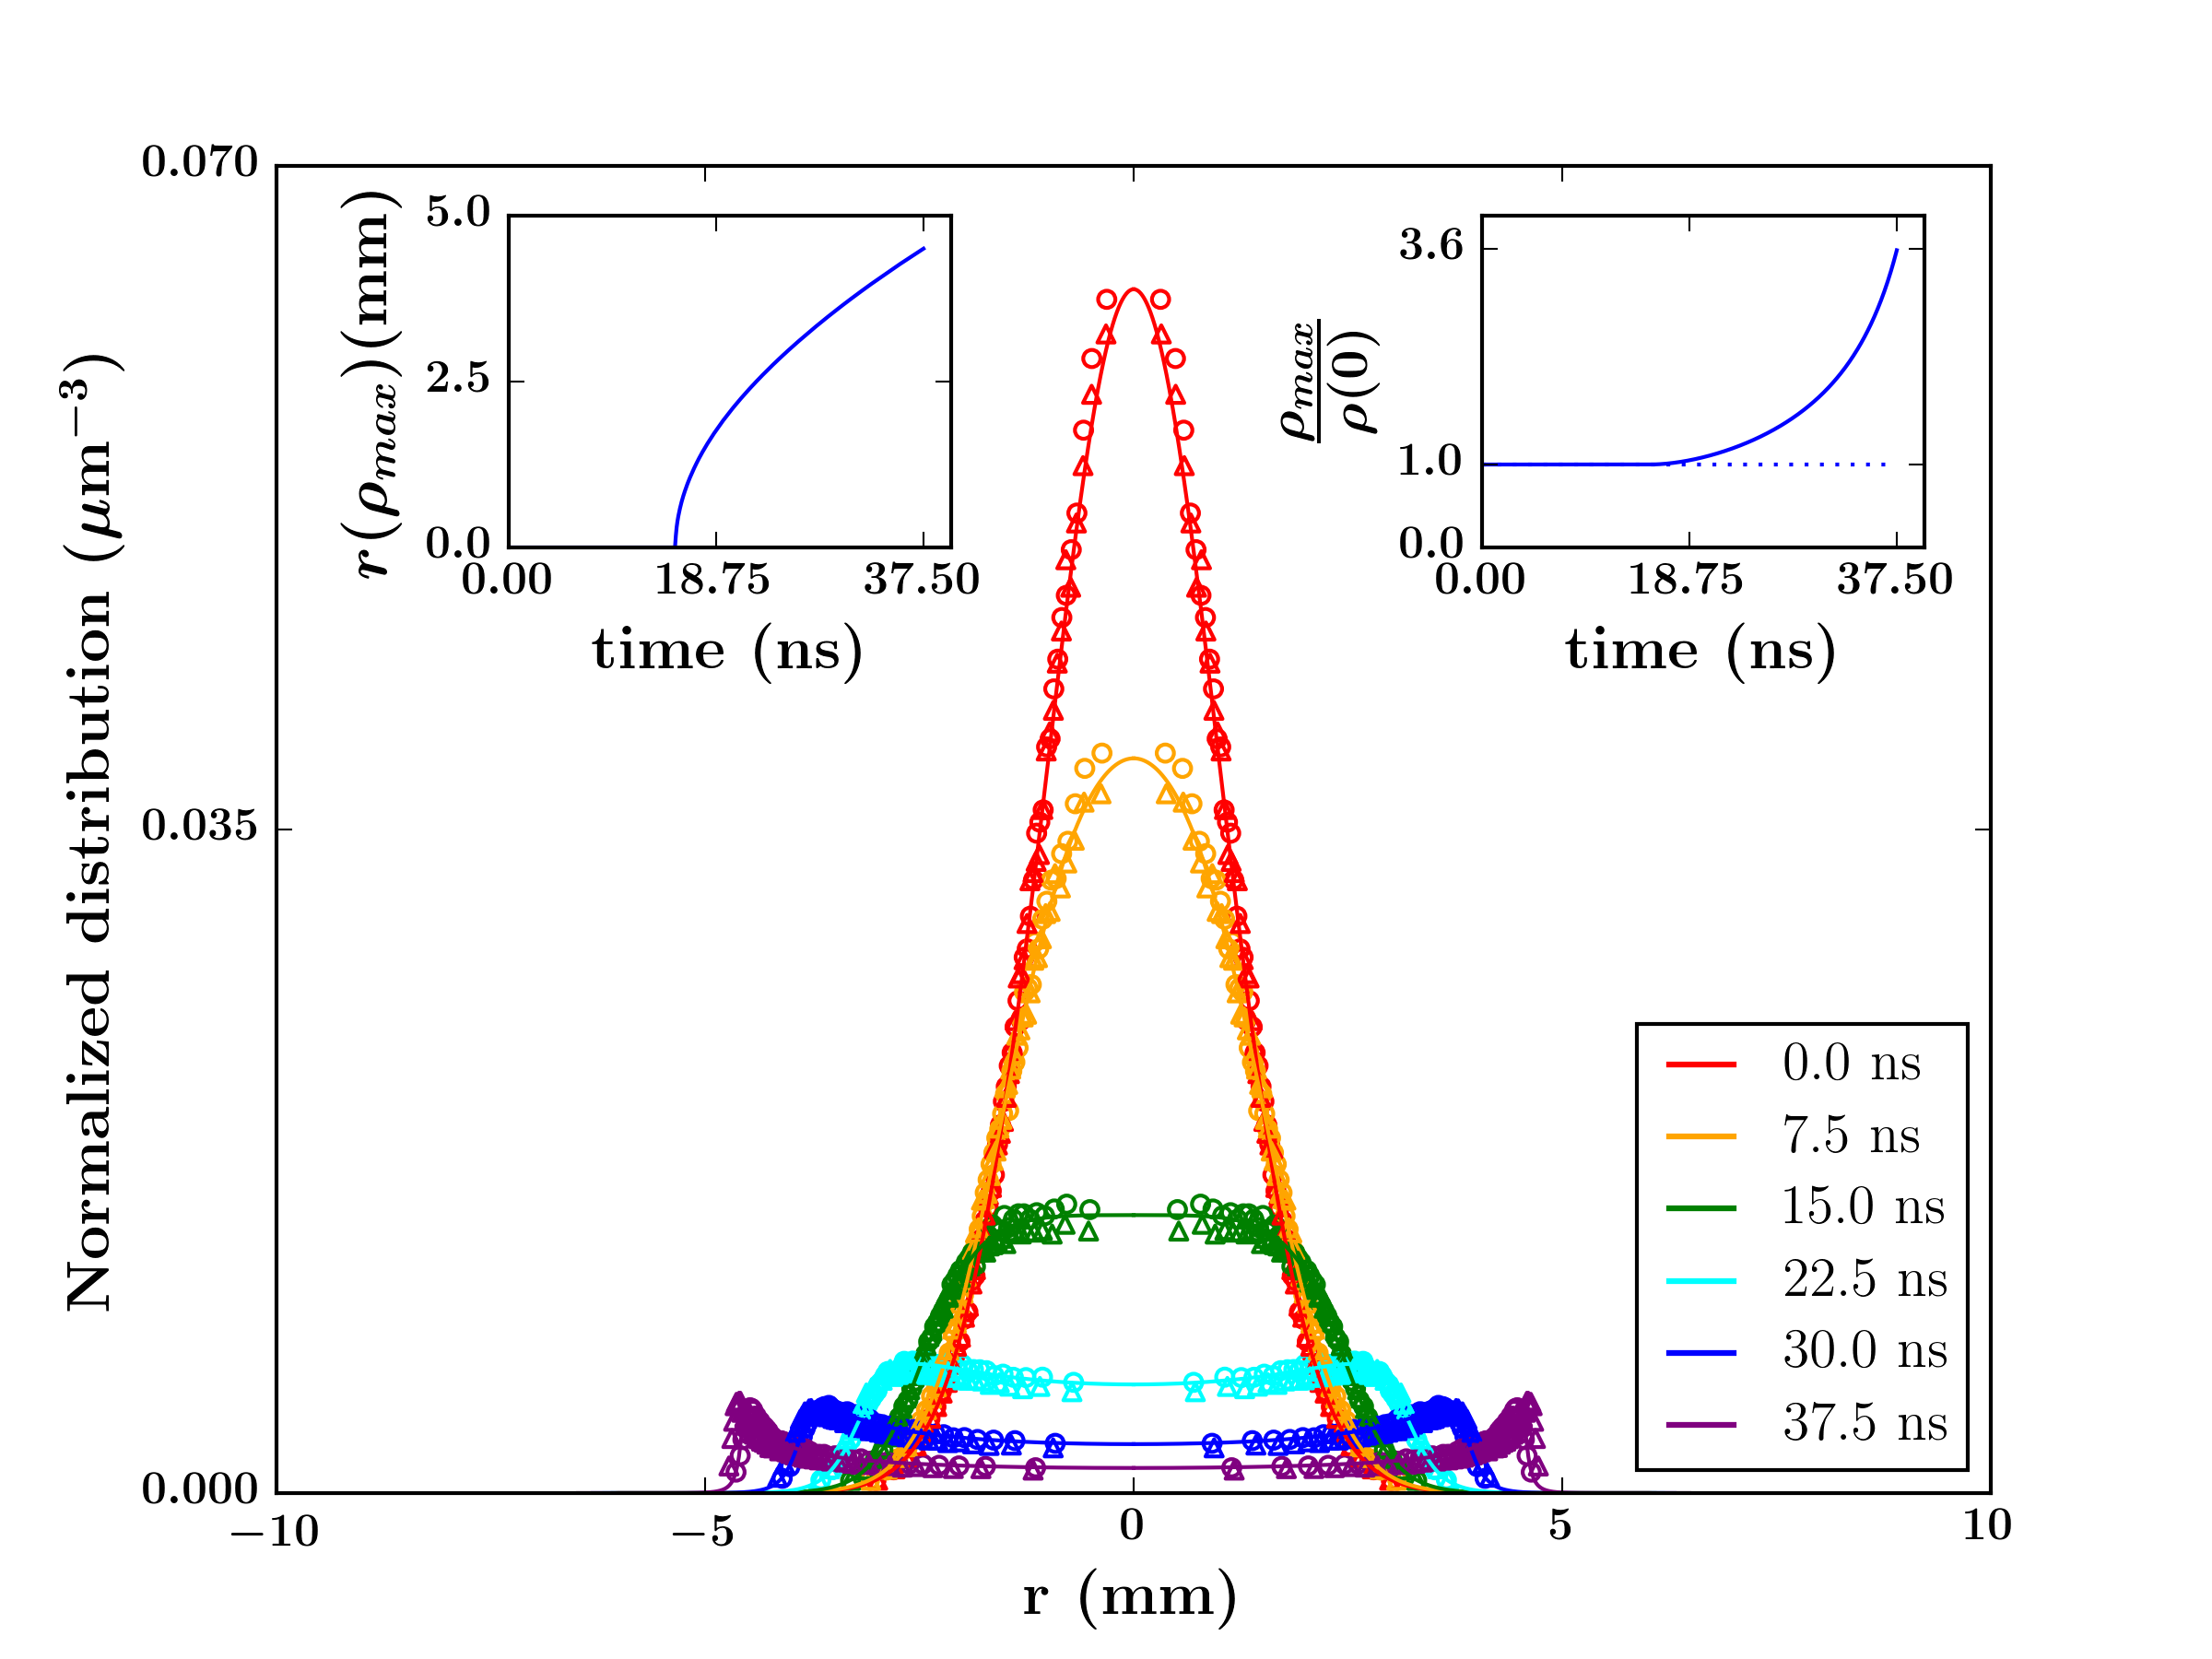 0.070
0.035
0.000
Normalized distribution (μm⁻³)
−10
−5
0
5
10
r (mm)
5.0
2.5
0.0
r(ρmax)(mm)
0.00
18.75
37.50
time (ns)
3.6
1.0
0.0
ρmax
ρ(0)
0.00
18.75
37.50
time (ns)
0.0 ns
7.5 ns
15.0 ns
22.5 ns
30.0 ns
37.5 ns